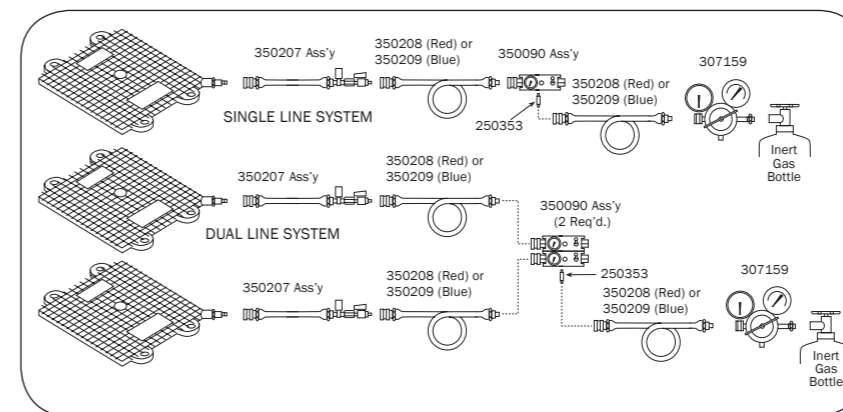 350207 Ass'y
350208 (Red) or
350209 (Blue)
350090 Ass'y
350208 (Red) or
350209 (Blue)
307159
250353
SINGLE LINE SYSTEM
Inert
Gas
Bottle
350207 Ass'y
350208 (Red) or
350209 (Blue)
350090 Ass'y
(2 Req'd.)
DUAL LINE SYSTEM
350207 Ass'y
350208 (Red) or
350209 (Blue)
250353
350208 (Red) or
350209 (Blue)
307159
Inert
Gas
Bottle